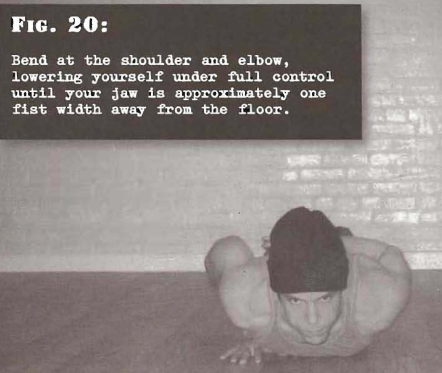 FIG. 20:
Bend at the shoulder and elbow,
lowering yourself under full control
until your jaw is approximately one
fist width away from the floor.